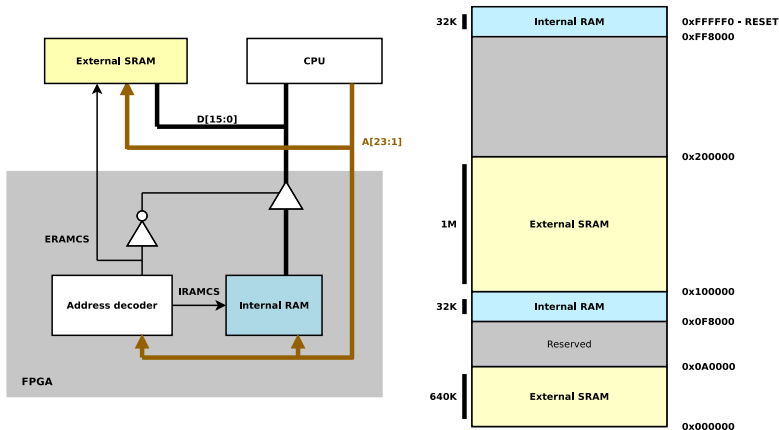 External SRAM
CPU
D[15:0]
A[23:1]
ERAMCS
Address decoder
IRAMCS
Internal RAM
FPGA
32K
Internal RAM
0xFFFFF0 - RESET
0xFF8000
0x200000
1M
External SRAM
0x100000
32K
Internal RAM
0x0F8000
Reserved
0x0A0000
640K
External SRAM
0x000000